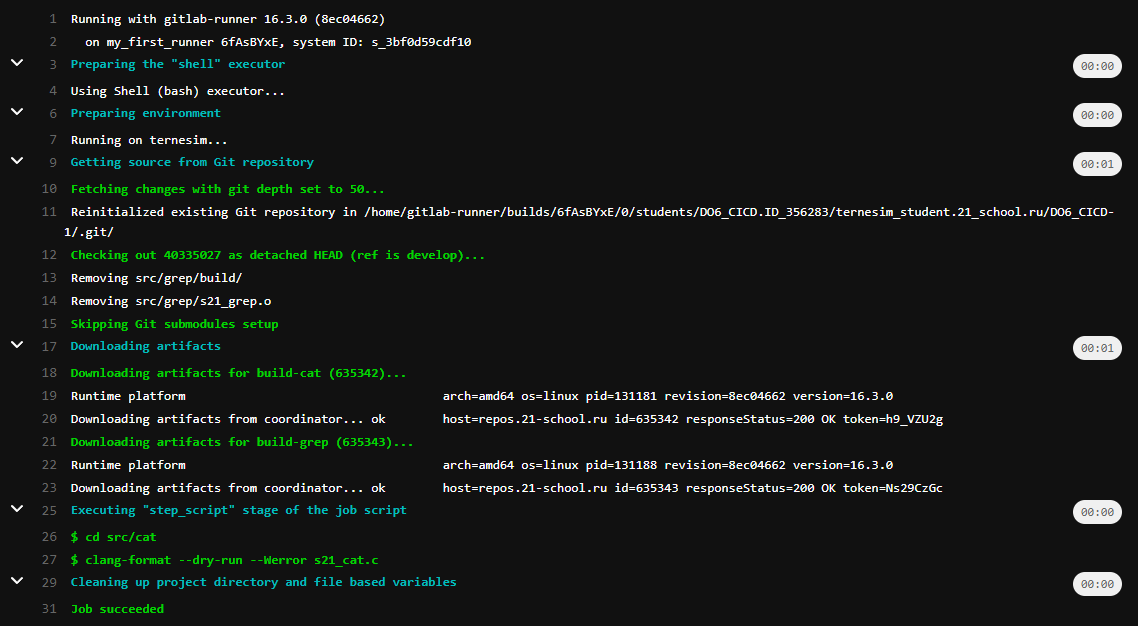 1 Running with gitlab-runner 16.3.0 (8ec04662)
2 on my_first_runner 6fAsBYxE, system ID: s_3bf0d59cdf10
3 Preparing the "shell" executor 00:00
4 Using Shell (bash) executor...
6 Preparing environment 00:00
7 Running on ternesim...
9 Getting source from Git repository 00:01
10 Fetching changes with git depth set to 50...
11 Reinitialized existing Git repository in /home/gitlab-runner/builds/6fAsBYxE/0/students/DO6_CICD.ID_356283/ternesim_student.21_school.ru/DO6_CICD-
1/.git/
12 Checking out 40335027 as detached HEAD (ref is develop)...
13 Removing src/grep/build/
14 Removing src/grep/s21_grep.o
15 Skipping Git submodules setup
17 Downloading artifacts 00:01
18 Downloading artifacts for build-cat (635342)...
19 Runtime platform arch=amd64 os=linux pid=131181 revision=8ec04662 version=16.3.0
20 Downloading artifacts from coordinator... ok host=repos.21-school.ru id=635342 responseStatus=200 OK token=h9_VZU2g
21 Downloading artifacts for build-grep (635343)...
22 Runtime platform arch=amd64 os=linux pid=131188 revision=8ec04662 version=16.3.0
23 Downloading artifacts from coordinator... ok host=repos.21-school.ru id=635343 responseStatus=200 OK token=Ns29CzGc
25 Executing "step_script" stage of the job script 00:00
26 $ cd src/cat
27 $ clang-format --dry-run --Werror s21_cat.c
29 Cleaning up project directory and file based variables 00:00
31 Job succeeded